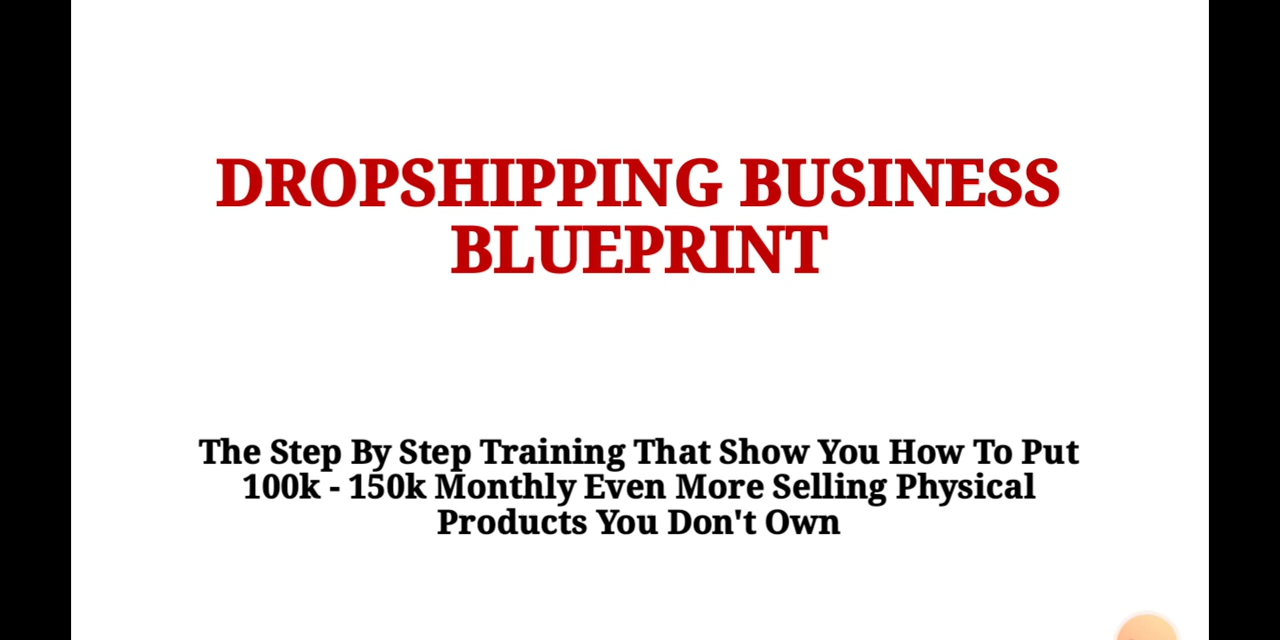 DROPSHIPPING BUSINESS
BLUEPRINT
The Step By Step Training That Show You How To Put
100k - 150k Monthly Even More Selling Physical
Products You Don't Own